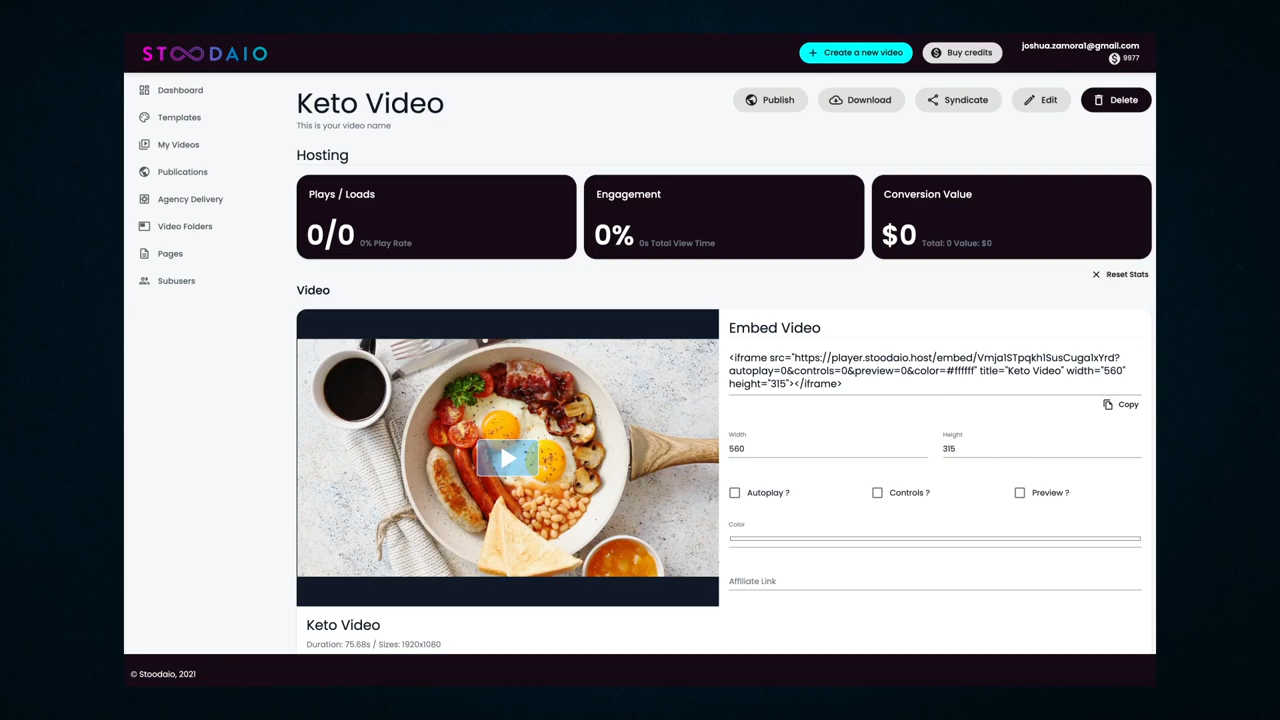 STOODAIO
Create a new video
Buy credits
joshua.zamora1@gmail.com
9977
Dashboard
Templates
My Videos
Publications
Agency Delivery
Video Folders
Pages
Subusers
Keto Video
This is your video name
Publish
Download
Syndicate
Edit
Delete
Hosting
Plays / Loads
0/0 0% Play Rate
Engagement
0% 0s Total View Time
Conversion Value
$0 Total: 0 Value: $0
Reset Stats
Video
Embed Video
<iframe src="https://player.stoodaio.host/embed/Vmja1STpqkh1SusCuga1xYrd?
autoplay=0&controls=0&preview=0&color=#ffffff" title="Keto Video" width="560"
height="315"></iframe>
Copy
Width
560
Height
315
Autoplay ?
Controls ?
Preview ?
Color
Affiliate Link
Keto Video
Duration: 75.68s / Sizes: 1920x1080
© Stoodaio, 2021